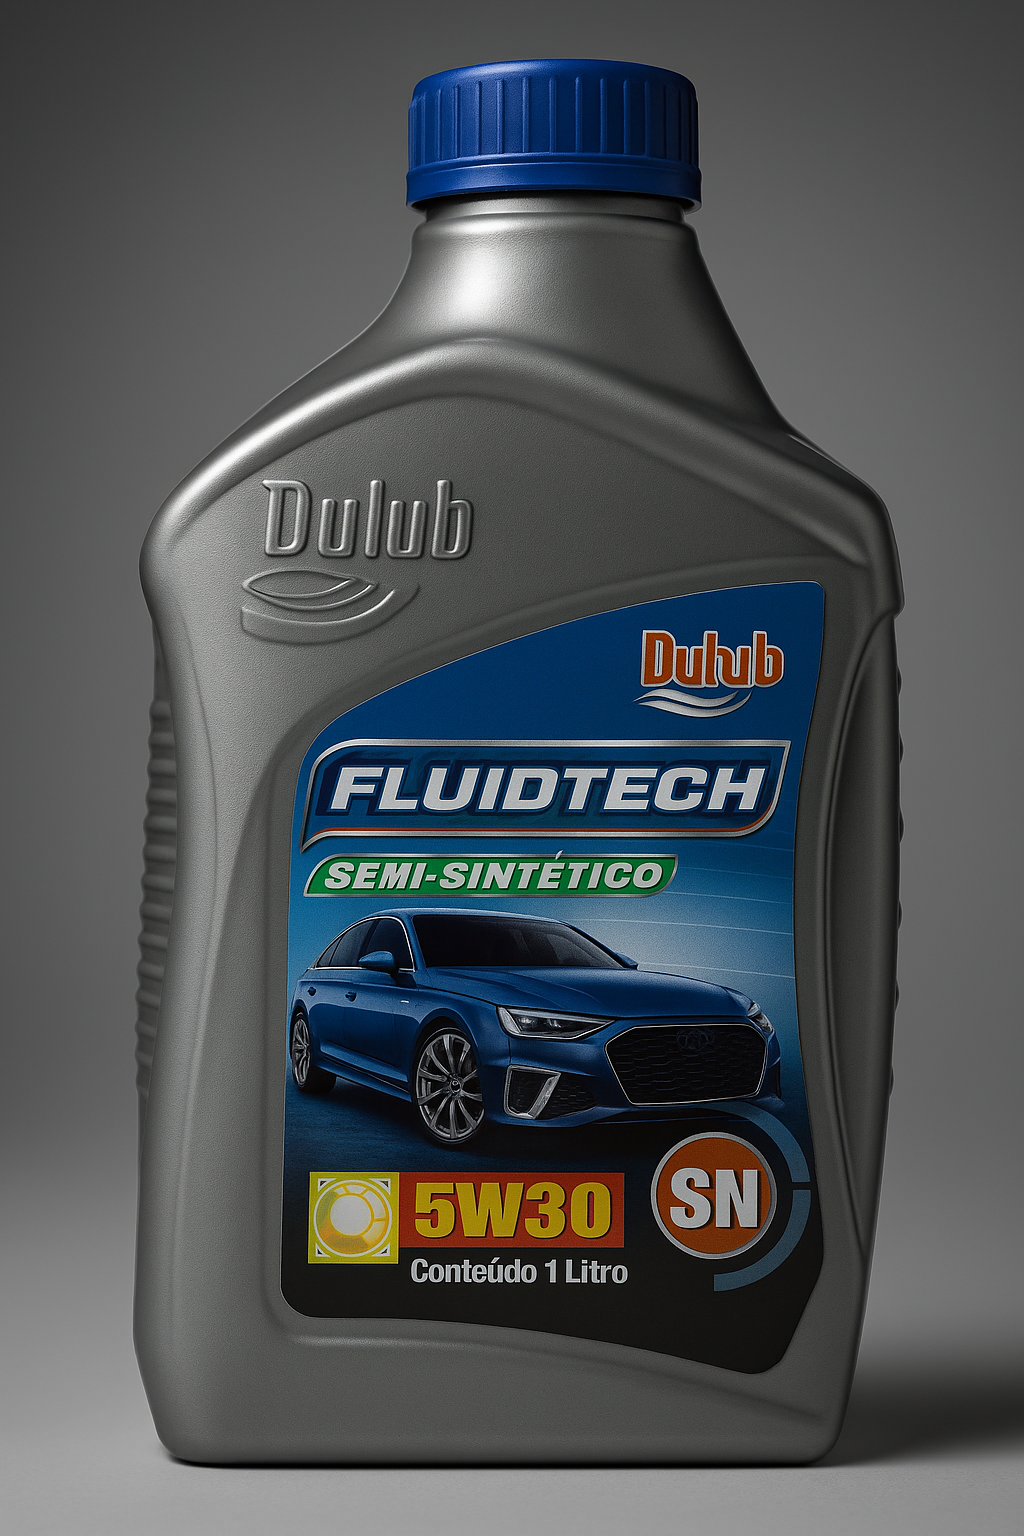 Dulub
Dulub
FLUIDTECH
SEMI-SINTÉTICO
5W30
SN
Conteúdo 1 Litro